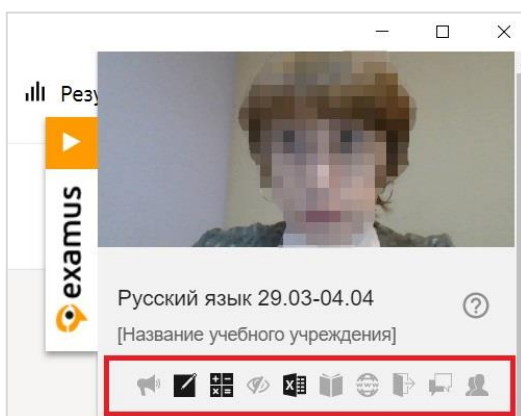 Резу
examus
Русский язык 29.03-04.04
[Название учебного учреждения]